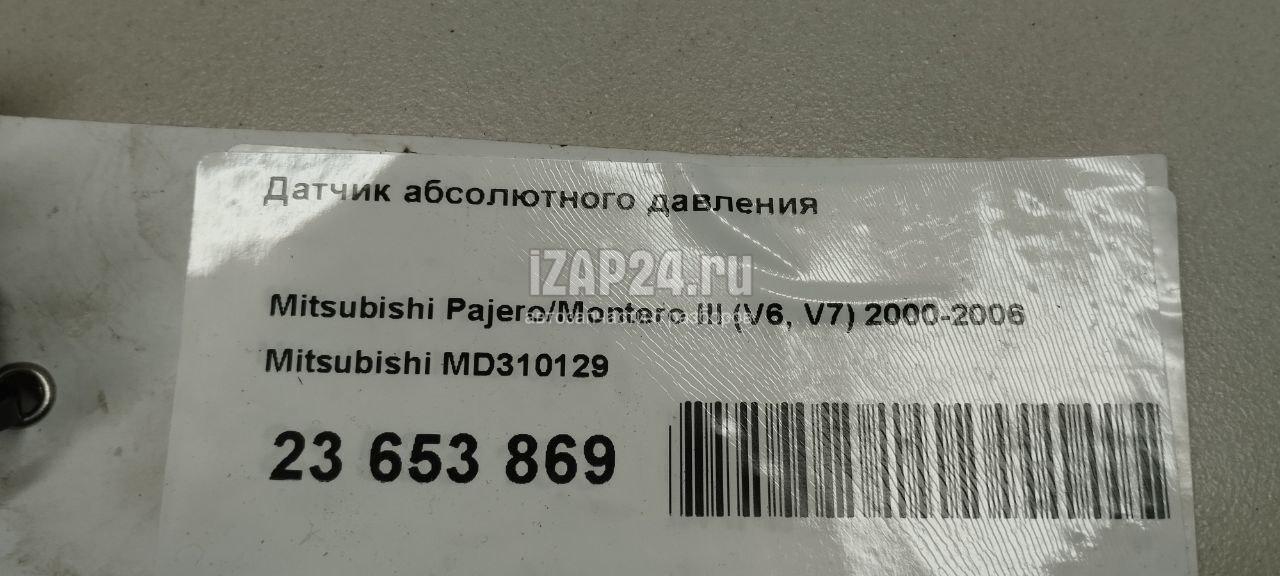 Датчик абсолютного давления
iZAP24.ru
Mitsubishi Pajero/Montero III (V6, V7) 2000-2006
Mitsubishi MD310129
23 653 869